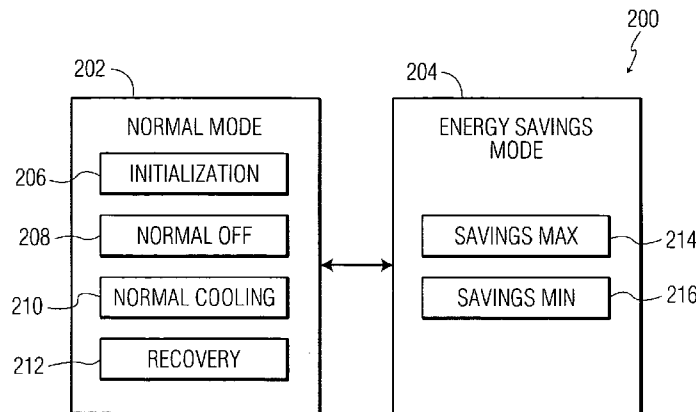 200
202
204
NORMAL MODE
ENERGY SAVINGS
MODE
206
INITIALIZATION
208
NORMAL OFF
SAVINGS MAX
214
210
NORMAL COOLING
SAVINGS MIN
216
212
RECOVERY